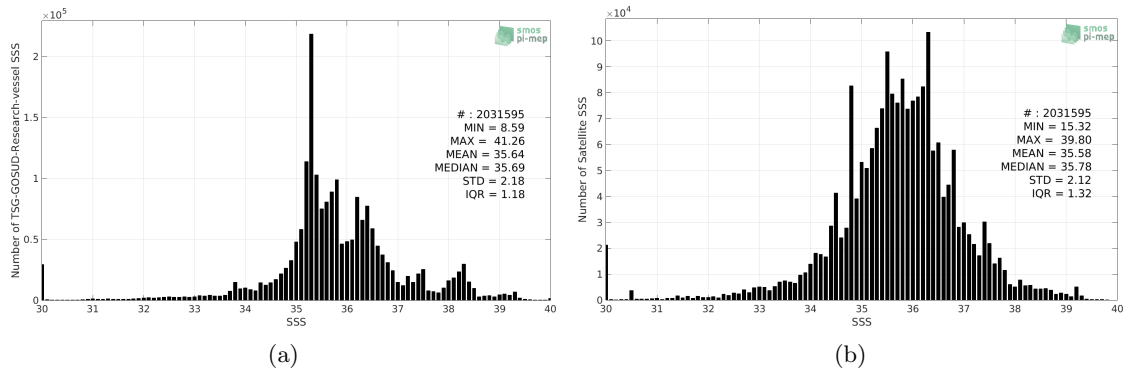 ×10⁵
smos
pi-mep
Number of TSG-GOSUD-Research-vessel SSS
2
1.5
1
0.5
0
# : 2031595
MIN = 8.59
MAX = 41.26
MEAN = 35.64
MEDIAN = 35.69
STD = 2.18
IQR = 1.18
30 31 32 33 34 35 36 37 38 39 40
SSS
(a)
×10⁴
smos
pi-mep
Number of Satellite SSS
10
9
8
7
6
5
4
3
2
1
0
# : 2031595
MIN = 15.32
MAX = 39.80
MEAN = 35.58
MEDIAN = 35.78
STD = 2.12
IQR = 1.32
30 31 32 33 34 35 36 37 38 39 40
SSS
(b)